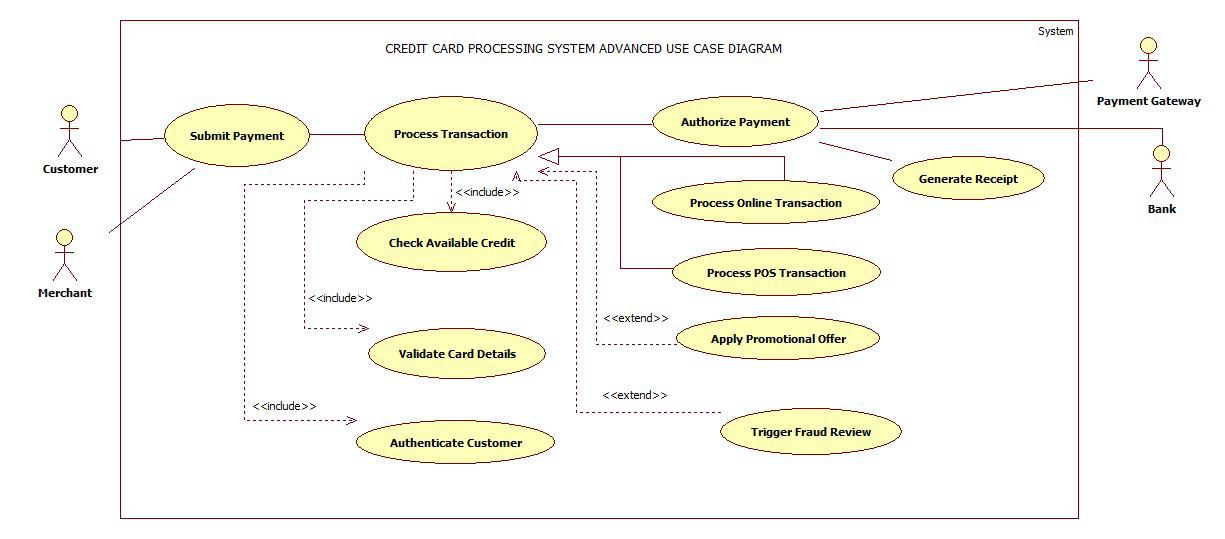 System
CREDIT CARD PROCESSING SYSTEM ADVANCED USE CASE DIAGRAM
Payment Gateway
Customer
Submit Payment
Process Transaction
Authorize Payment
Generate Receipt
Bank
<<include>>
Process Online Transaction
Merchant
Check Available Credit
Process POS Transaction
<<include>>
<<extend>>
Apply Promotional Offer
Validate Card Details
<<extend>>
<<include>>
Trigger Fraud Review
Authenticate Customer